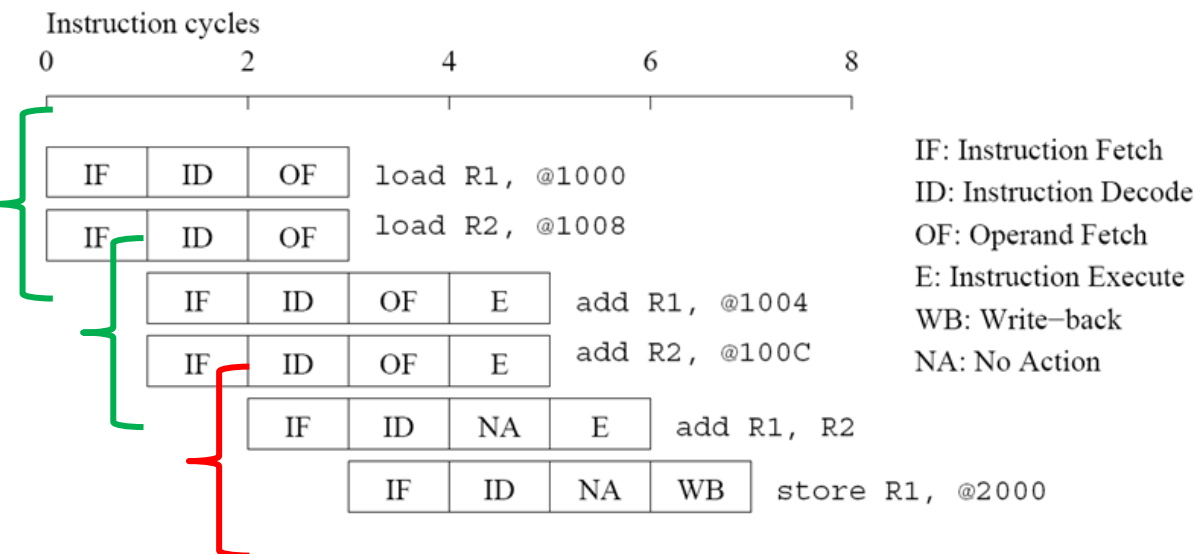 Instruction cycles
0 2 4 6 8
IF ID OF load R1, @1000
IF ID OF load R2, @1008
IF ID OF E add R1, @1004
IF ID OF E add R2, @100C
IF ID NA E add R1, R2
IF ID NA WB store R1, @2000
IF: Instruction Fetch
ID: Instruction Decode
OF: Operand Fetch
E: Instruction Execute
WB: Write−back
NA: No Action